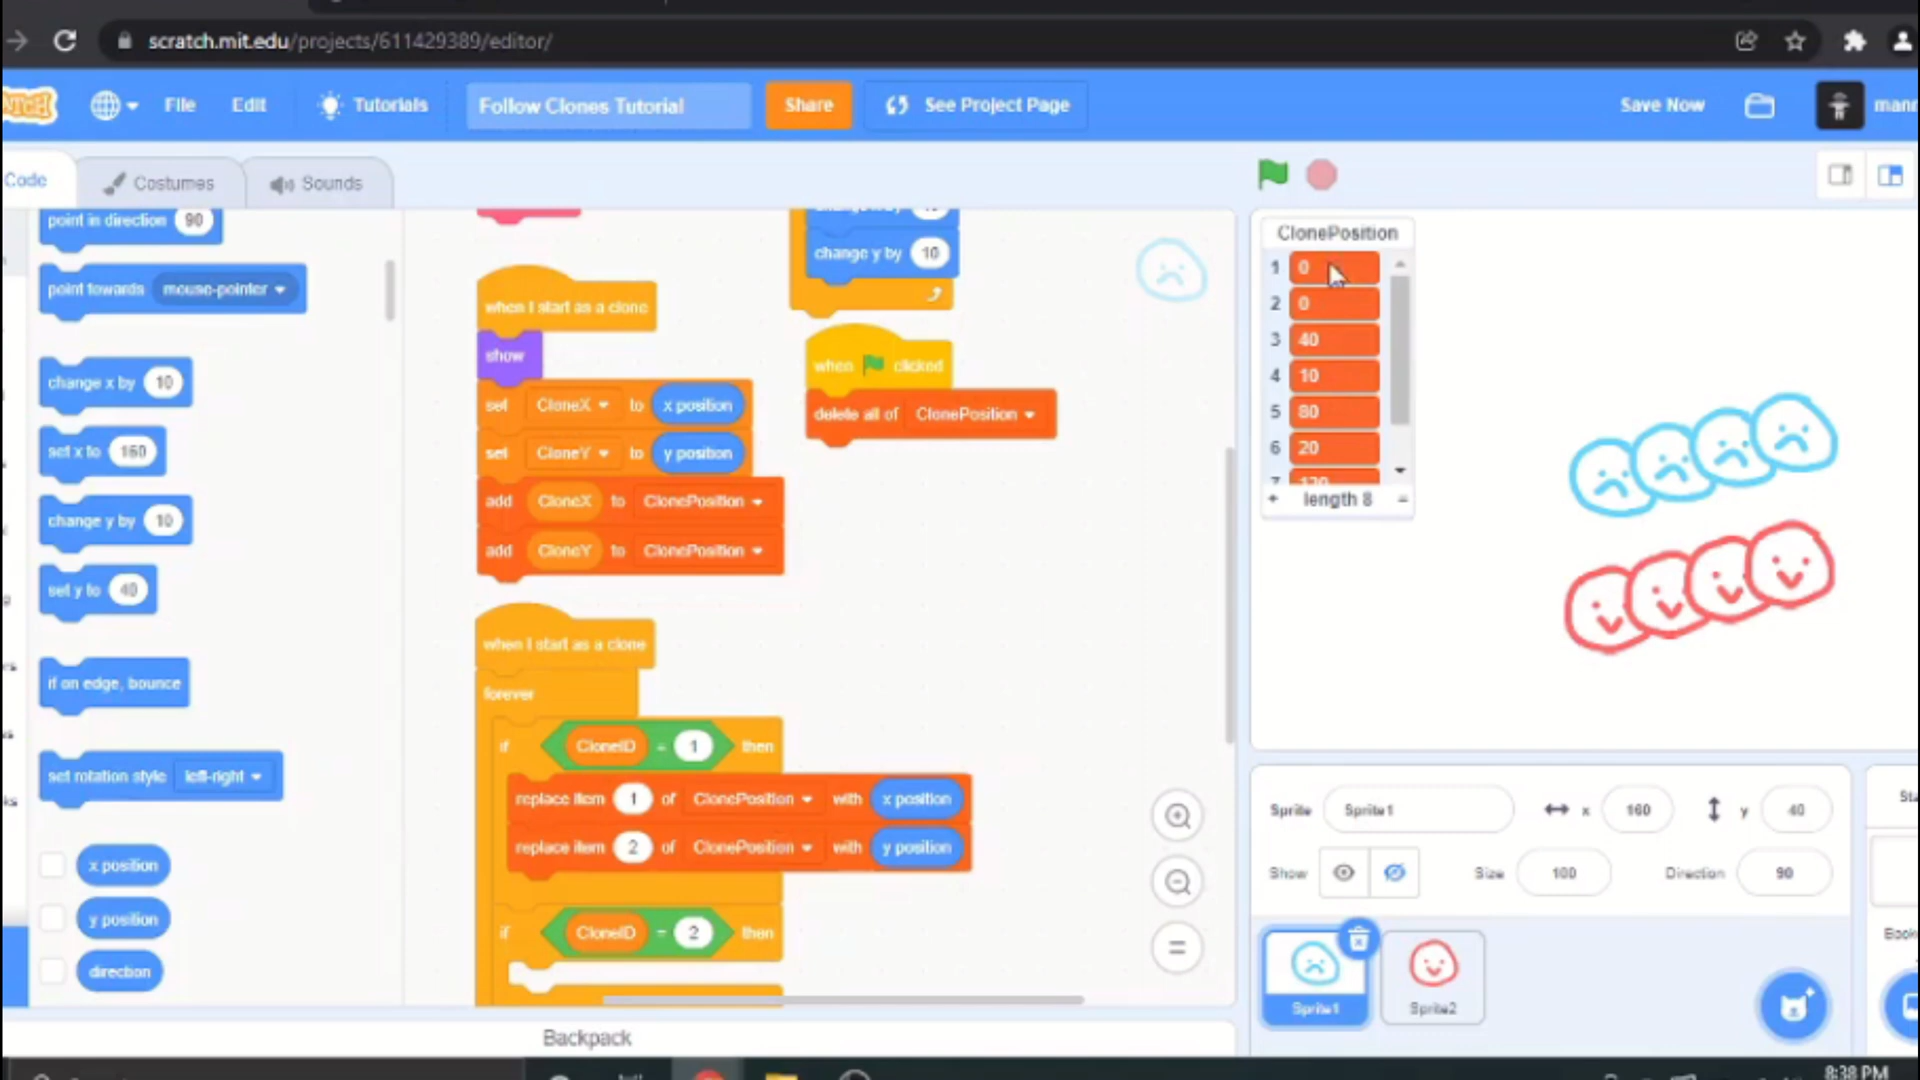 scratch.mit.edu/projects/611429389/editor/
File Edit Tutorials Follow Clones Tutorial Share See Project Page Save Now
Code Costumes Sounds
point in direction 90
point towards mouse-pointer
change x by 10
set x to 160
change y by 10
set y to 40
if on edge, bounce
set rotation style left-right
x position
y position
direction
when I start as a clone
show
set CloneX to x position
set CloneY to y position
add CloneX to ClonePosition
add CloneY to ClonePosition
when I start as a clone
forever
if CloneID = 1 then
replace item 1 of ClonePosition with x position
replace item 2 of ClonePosition with y position
if CloneID = 2 then
change y by 10
when clicked
delete all of ClonePosition
ClonePosition
1 0
2 0
3 40
4 10
5 80
6 20
7 120
+ length 8 =
Sprite Sprite1 x 160 y 40
Show Size 100 Direction 90
Sprite1 Sprite2
Backpack
8:38 PM